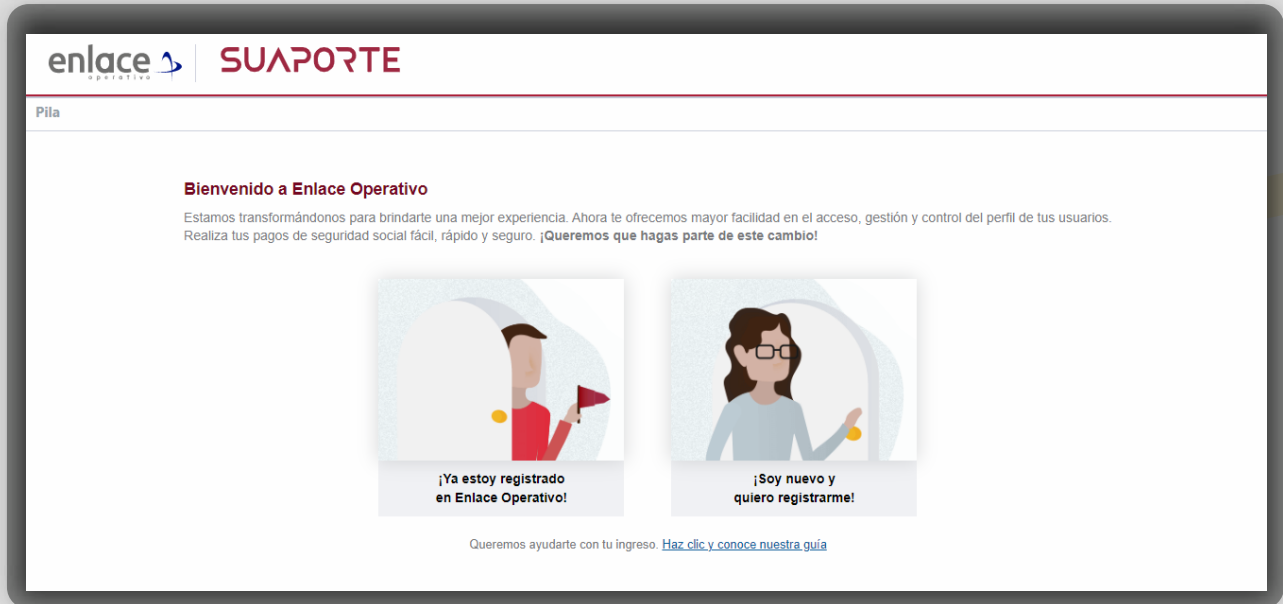 enlace
operativo
SUAPORTE
Pila
Bienvenido a Enlace Operativo
Estamos transformándonos para brindarte una mejor experiencia. Ahora te ofrecemos mayor facilidad en el acceso, gestión y control del perfil de tus usuarios.
Realiza tus pagos de seguridad social fácil, rápido y seguro. ¡Queremos que hagas parte de este cambio!
¡Ya estoy registrado
en Enlace Operativo!
¡Soy nuevo y
quiero registrarme!
Queremos ayudarte con tu ingreso. Haz clic y conoce nuestra guía